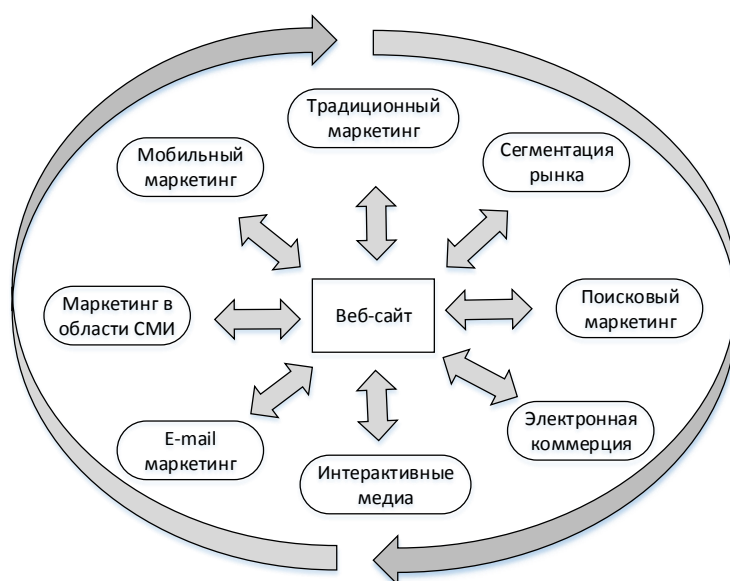 Традиционный
маркетинг
Мобильный
маркетинг
Сегментация
рынка
Маркетинг в
области СМИ
Веб-сайт
Поисковый
маркетинг
E-mail
маркетинг
Электронная
коммерция
Интерактивные
медиа